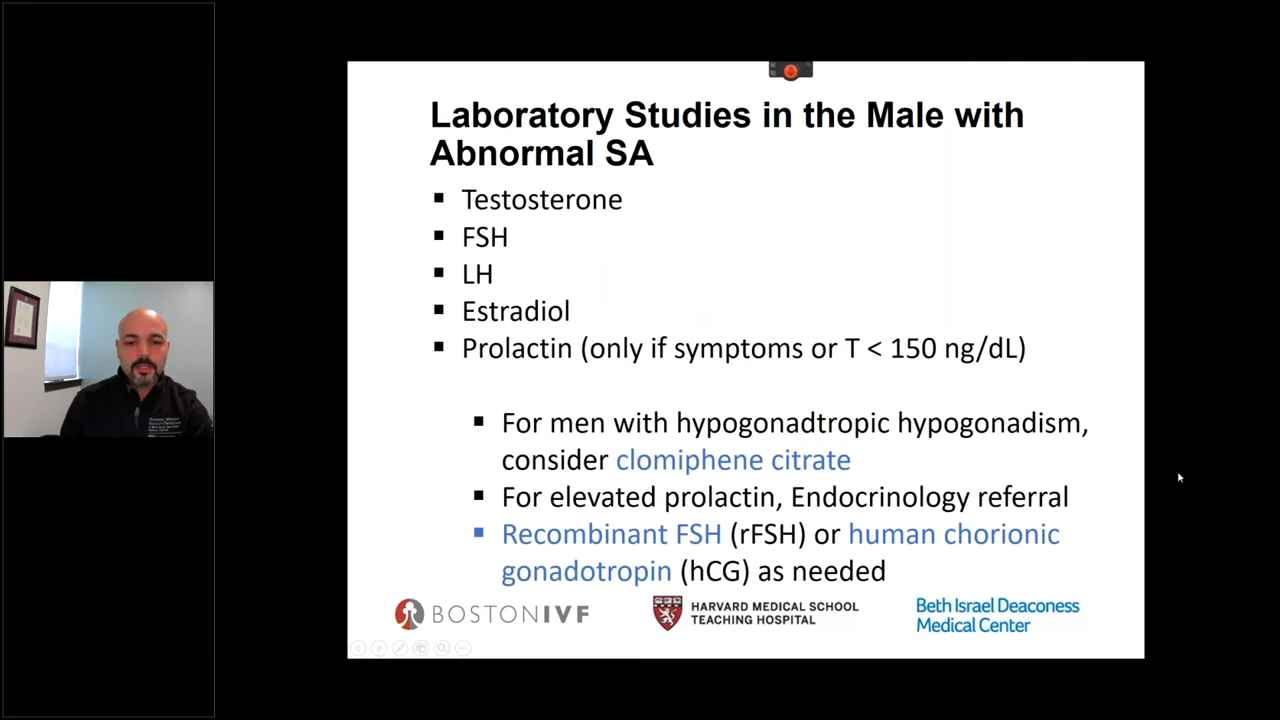 Laboratory Studies in the Male with
Abnormal SA
▪ Testosterone
▪ FSH
▪ LH
▪ Estradiol
▪ Prolactin (only if symptoms or T < 150 ng/dL)
▪ For men with hypogonadtropic hypogonadism,
consider clomiphene citrate
▪ For elevated prolactin, Endocrinology referral
▪ Recombinant FSH (rFSH) or human chorionic
gonadotropin (hCG) as needed
BOSTONIVF
HARVARD MEDICAL SCHOOL
TEACHING HOSPITAL
Beth Israel Deaconess
Medical Center